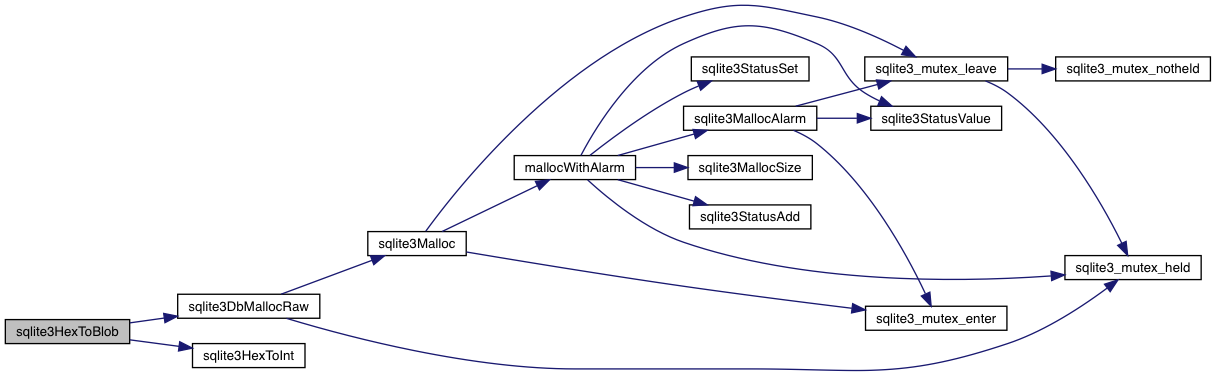 sqlite3HexToBlob
sqlite3DbMallocRaw
sqlite3HexToInt
sqlite3Malloc
mallocWithAlarm
sqlite3StatusSet
sqlite3MallocAlarm
sqlite3MallocSize
sqlite3StatusAdd
sqlite3_mutex_leave
sqlite3StatusValue
sqlite3_mutex_enter
sqlite3_mutex_notheld
sqlite3_mutex_held